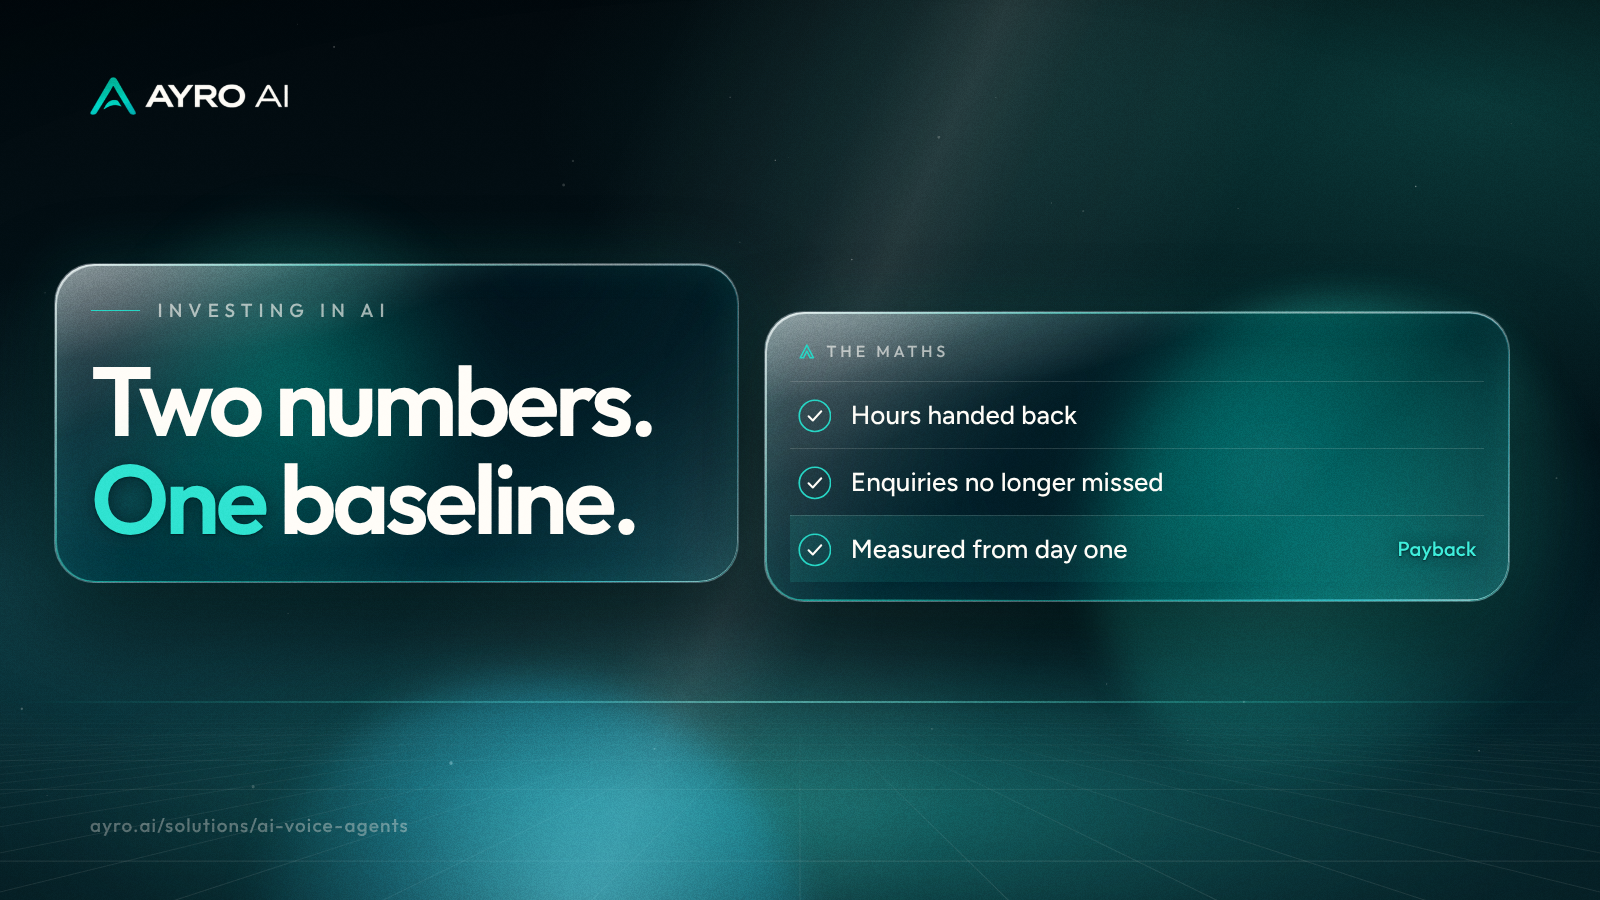 AYRO AI
INVESTING IN AI
Two numbers.
One baseline.
THE MATHS
Hours handed back
Enquiries no longer missed
Measured from day one
Payback
ayro.ai/solutions/ai-voice-agents